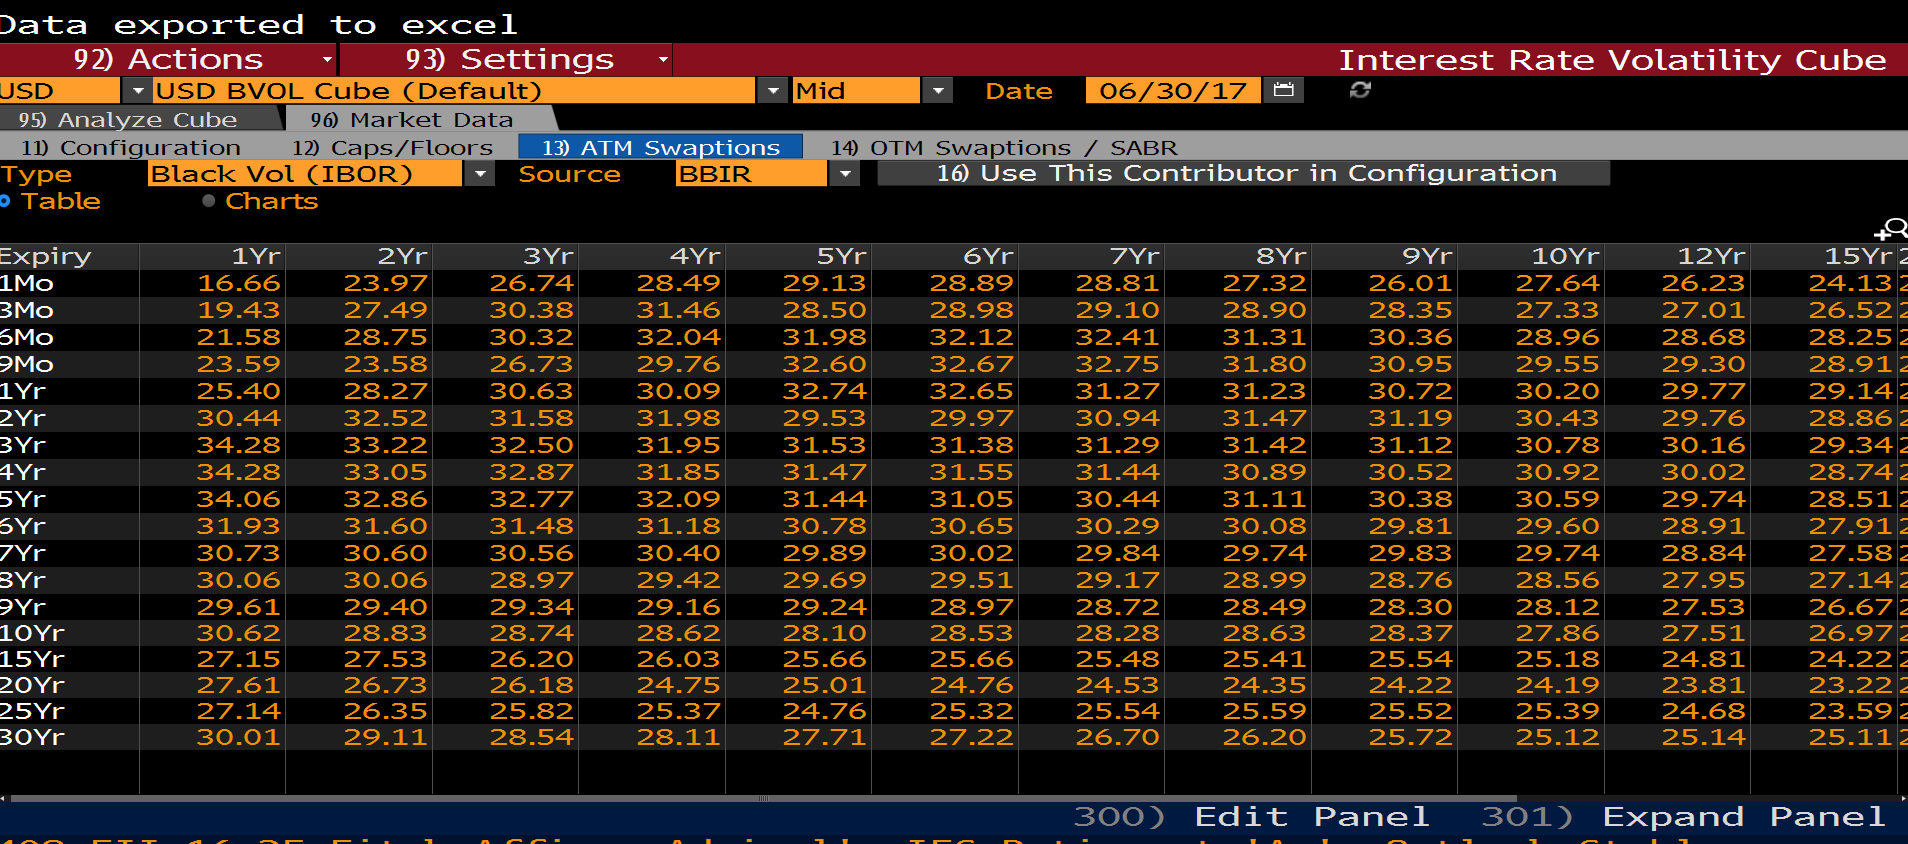 Data exported to excel
92) Actions 93) Settings Interest Rate Volatility Cube
USD USD BVOL Cube (Default) Mid Date 06/30/17
95) Analyze Cube 96) Market Data
11) Configuration 12) Caps/Floors 13) ATM Swaptions 14) OTM Swaptions / SABR
Type Black Vol (IBOR) Source BBIR 16) Use This Contributor in Configuration
Table Charts
Expiry 1Yr 2Yr 3Yr 4Yr 5Yr 6Yr 7Yr 8Yr 9Yr 10Yr 12Yr 15Yr
1Mo 16.66 23.97 26.74 28.49 29.13 28.89 28.81 27.32 26.01 27.64 26.23 24.13
3Mo 19.43 27.49 30.38 31.46 28.50 28.98 29.10 28.90 28.35 27.33 27.01 26.52
6Mo 21.58 28.75 30.32 32.04 31.98 32.12 32.41 31.31 30.36 28.96 28.68 28.25
9Mo 23.59 23.58 26.73 29.76 32.60 32.67 32.75 31.80 30.95 29.55 29.30 28.91
1Yr 25.40 28.27 30.63 30.09 32.74 32.65 31.27 31.23 30.72 30.20 29.77 29.14
2Yr 30.44 32.52 31.58 31.98 29.53 29.97 30.94 31.47 31.19 30.43 29.76 28.86
3Yr 34.28 33.22 32.50 31.95 31.53 31.38 31.29 31.42 31.12 30.78 30.16 29.34
4Yr 34.28 33.05 32.87 31.85 31.47 31.55 31.44 30.89 30.52 30.92 30.02 28.74
5Yr 34.06 32.86 32.77 32.09 31.44 31.05 30.44 31.11 30.38 30.59 29.74 28.51
6Yr 31.93 31.60 31.48 31.18 30.78 30.65 30.29 30.08 29.81 29.60 28.91 27.91
7Yr 30.73 30.60 30.56 30.40 29.89 30.02 29.84 29.74 29.83 29.74 28.84 27.58
8Yr 30.06 30.06 28.97 29.42 29.69 29.51 29.17 28.99 28.76 28.56 27.95 27.14
9Yr 29.61 29.40 29.34 29.16 29.24 28.97 28.72 28.49 28.30 28.12 27.53 26.67
10Yr 30.62 28.83 28.74 28.62 28.10 28.53 28.28 28.63 28.37 27.86 27.51 26.97
15Yr 27.15 27.53 26.20 26.03 25.66 25.66 25.48 25.41 25.54 25.18 24.81 24.22
20Yr 27.61 26.73 26.18 24.75 25.01 24.76 24.53 24.35 24.22 24.19 23.81 23.22
25Yr 27.14 26.35 25.82 25.37 24.76 25.32 25.54 25.59 25.52 25.39 24.68 23.59
30Yr 30.01 29.11 28.54 28.11 27.71 27.22 26.70 26.20 25.72 25.12 25.14 25.11
300) Edit Panel 301) Expand Panel